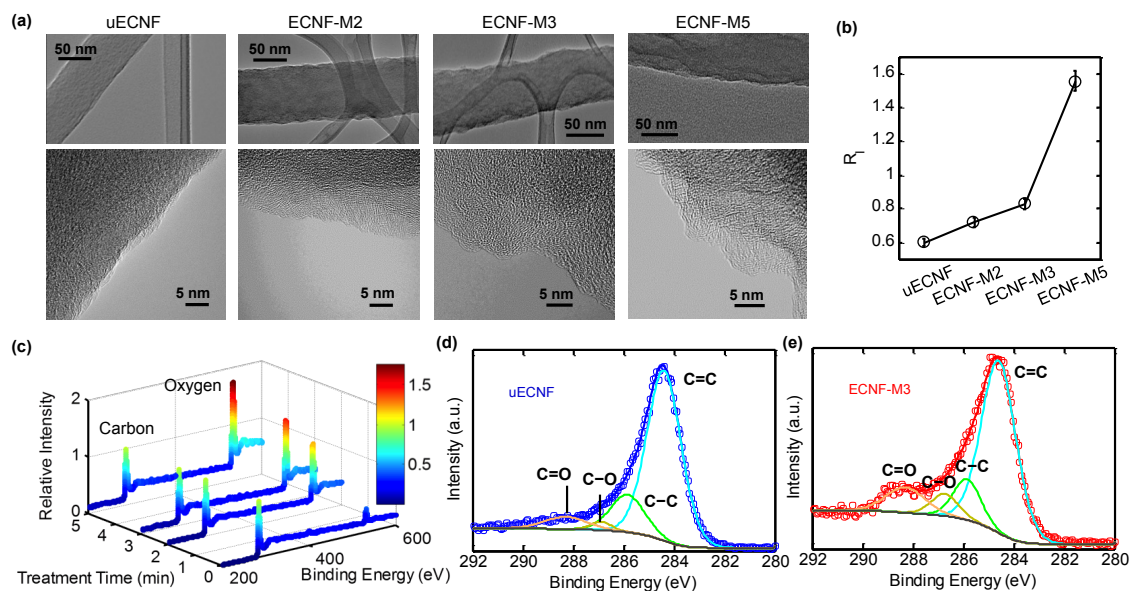 (a)
uECNF
ECNF-M2
ECNF-M3
ECNF-M5
50 nm
50 nm
50 nm
50 nm
5 nm
5 nm
5 nm
5 nm
(b)
1.6
1.4
1.2
1
0.8
0.6
R_I
uECNF
ECNF-M2
ECNF-M3
ECNF-M5
(c)
Relative Intensity
2
1
0
Carbon
Oxygen
1.5
1
0.5
5
4
3
2
1
0
Treatment Time (min)
200
400
600
Binding Energy (eV)
(d)
uECNF
Intensity (a.u.)
C=C
C=O
C−O
C−C
292 290 288 286 284 282 280
Binding Energy (eV)
(e)
ECNF-M3
Intensity (a.u.)
C=C
C=O
C−O
C−C
292 290 288 286 284 282 280
Binding Energy (eV)